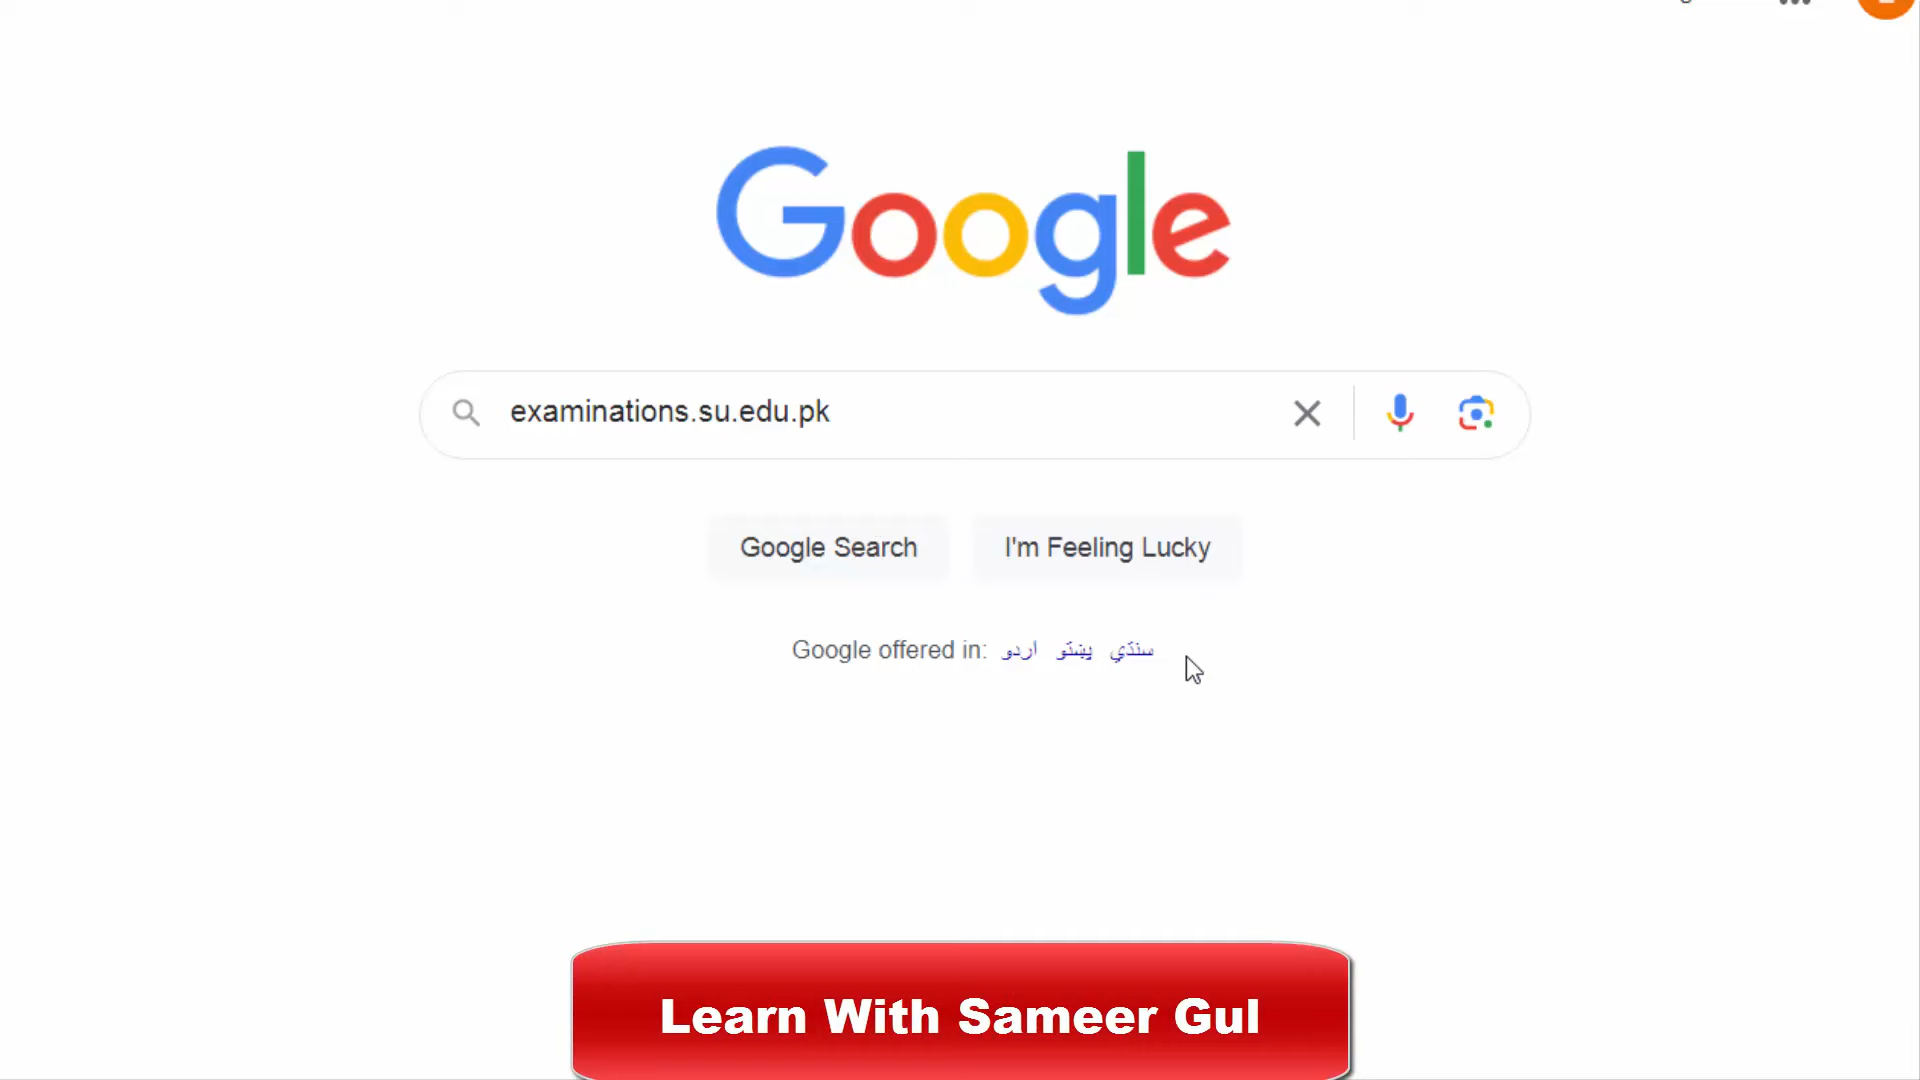 Google
examinations.su.edu.pk
Google Search I'm Feeling Lucky
Google offered in: اردو پښتو سنڌي
Learn With Sameer Gul